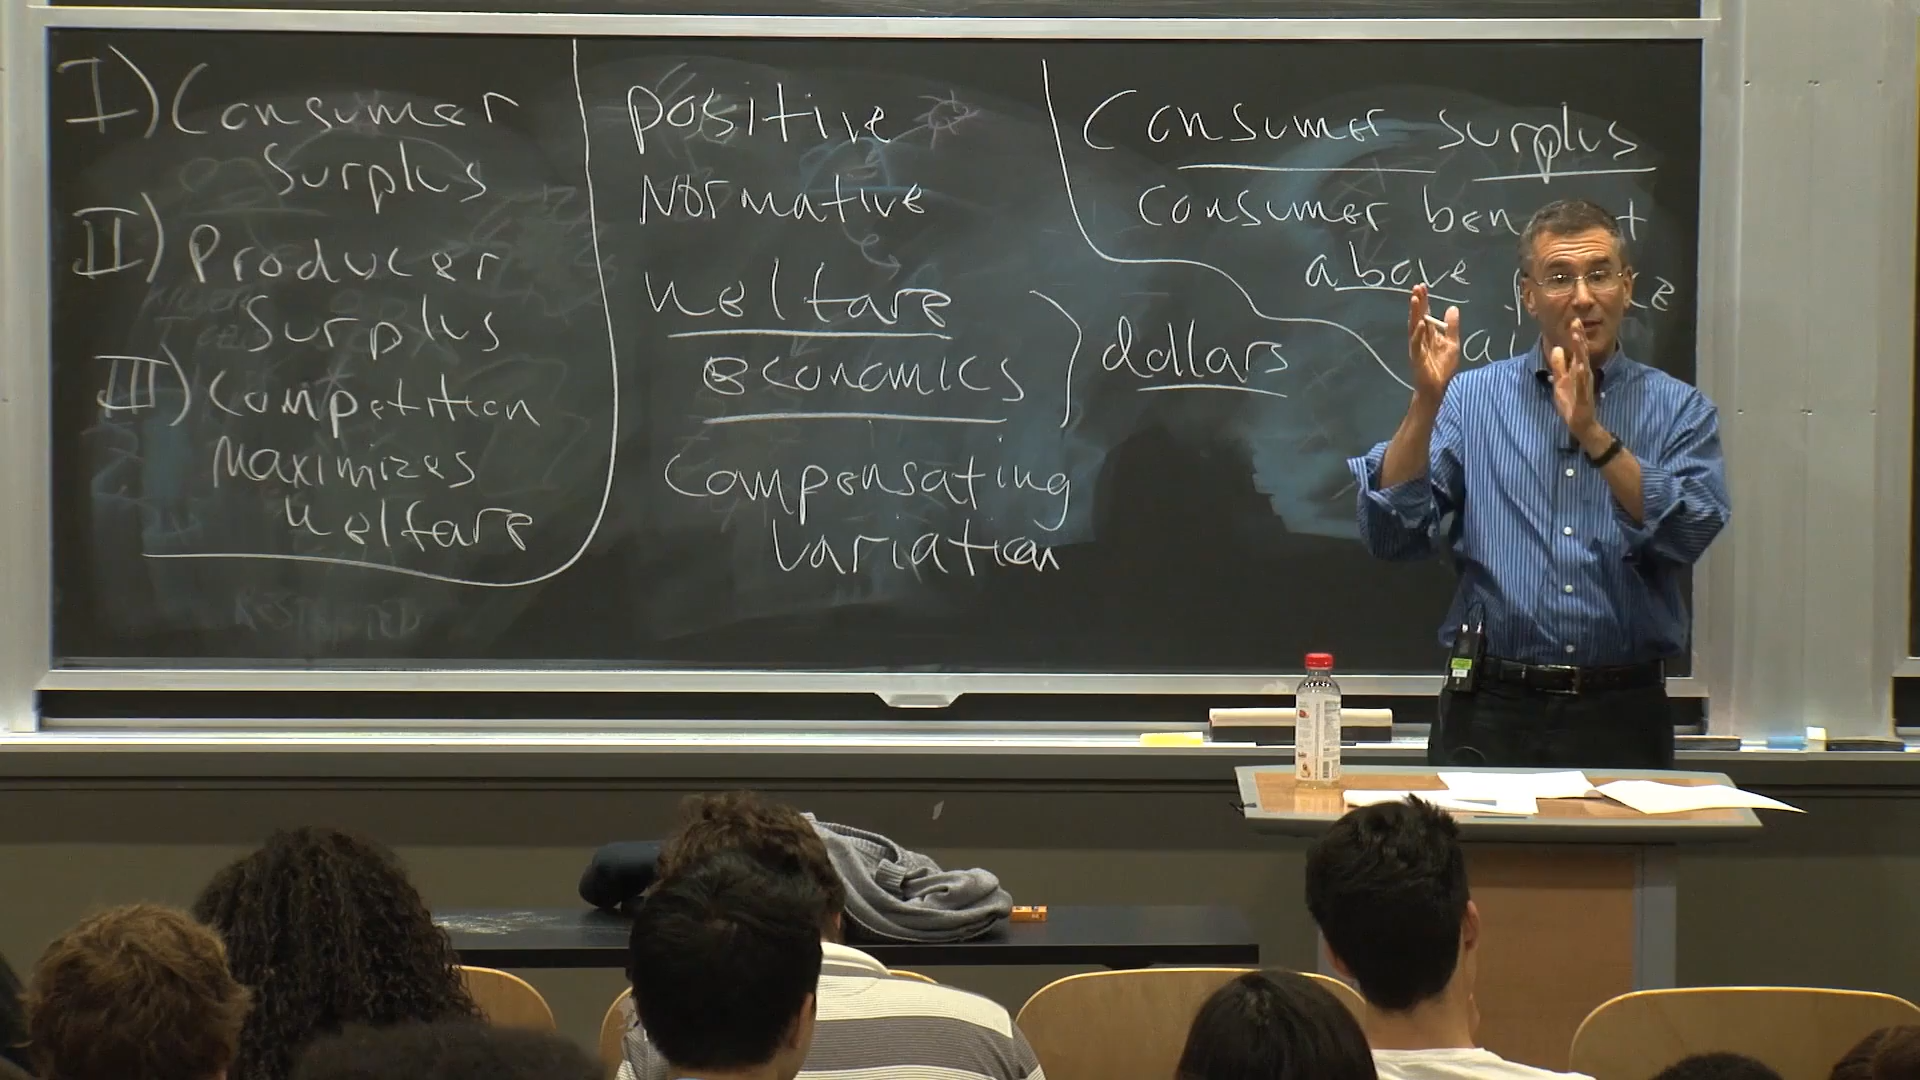 I) Consumer
Surplus
II) Producer
Surplus
III) Competition
Maximizes
Welfare
positive
Normative
Welfare
economics
dollars
Compensating
Variation
Consumer surplus
consumer
above